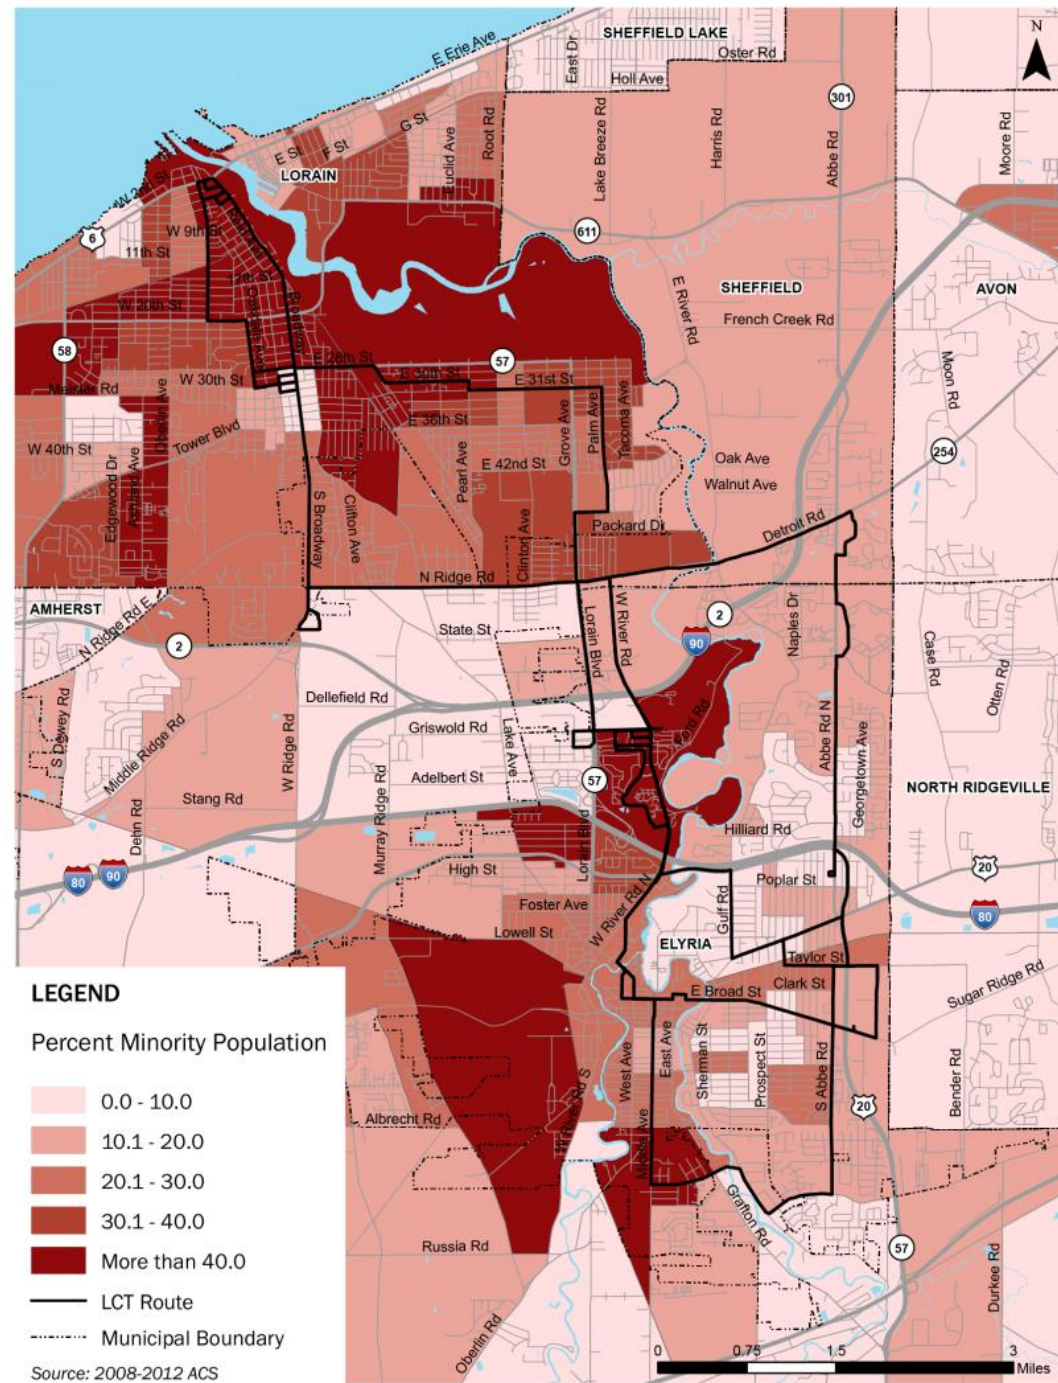 SHEFFIELD LAKE
N
E Erie Ave
East Dr
Oster Rd
Holl Ave
301
Moore Rd
G St
F St
E St
Root Rd
Euclid Ave
Lake Breeze Rd
Harris Rd
Abbe Rd
LORAIN
W 2nd St
6
W 9th St
11th St
611
SHEFFIELD
AVON
E River Rd
French Creek Rd
W 20th St
Oakdale Ave
Broadway
58
E 28th St
57
Meister Rd
W 30th St
E 30th St
E 31st St
Moon Rd
Oberlin Ave
E 36th St
Grove Ave
Palm Ave
Tacoma Ave
W 40th St
Tower Blvd
254
Edgewood Dr
Ashland Ave
Pearl Ave
E 42nd St
Oak Ave
Walnut Ave
S Broadway
Clifton Ave
Clinton Ave
Packard Dr
Detroit Rd
N Ridge Rd
AMHERST
N Ridge Rd E
2
State St
Lorain Blvd
W River Rd
2
90
Naples Dr
Case Rd
Otten Rd
S Dewey Rd
Dellefield Rd
Griswold Rd
Lake Ave
Ford Rd
Abbe Rd N
Middle Ridge Rd
W Ridge Rd
Adelbert St
57
Georgetown Ave
NORTH RIDGEVILLE
Stang Rd
Dehn Rd
Murray Ridge Rd
Lorain Blvd
Hilliard Rd
80
90
High St
20
Poplar St
W River Rd N
Gulf Rd
80
Foster Ave
Lowell St
ELYRIA
Taylor St
Clark St
E Broad St
Sugar Ridge Rd
LEGEND
Percent Minority Population
0.0 - 10.0
10.1 - 20.0
20.1 - 30.0
30.1 - 40.0
More than 40.0
LCT Route
Municipal Boundary
Source: 2008-2012 ACS
West Ave
East Ave
Sherman St
Prospect St
S Abbe Rd
Bender Rd
20
Albrecht Rd
W River Rd S
Middle Ave
Grafton Rd
Russia Rd
57
Durkee Rd
Oberlin Rd
0 0.75 1.5 3
Miles